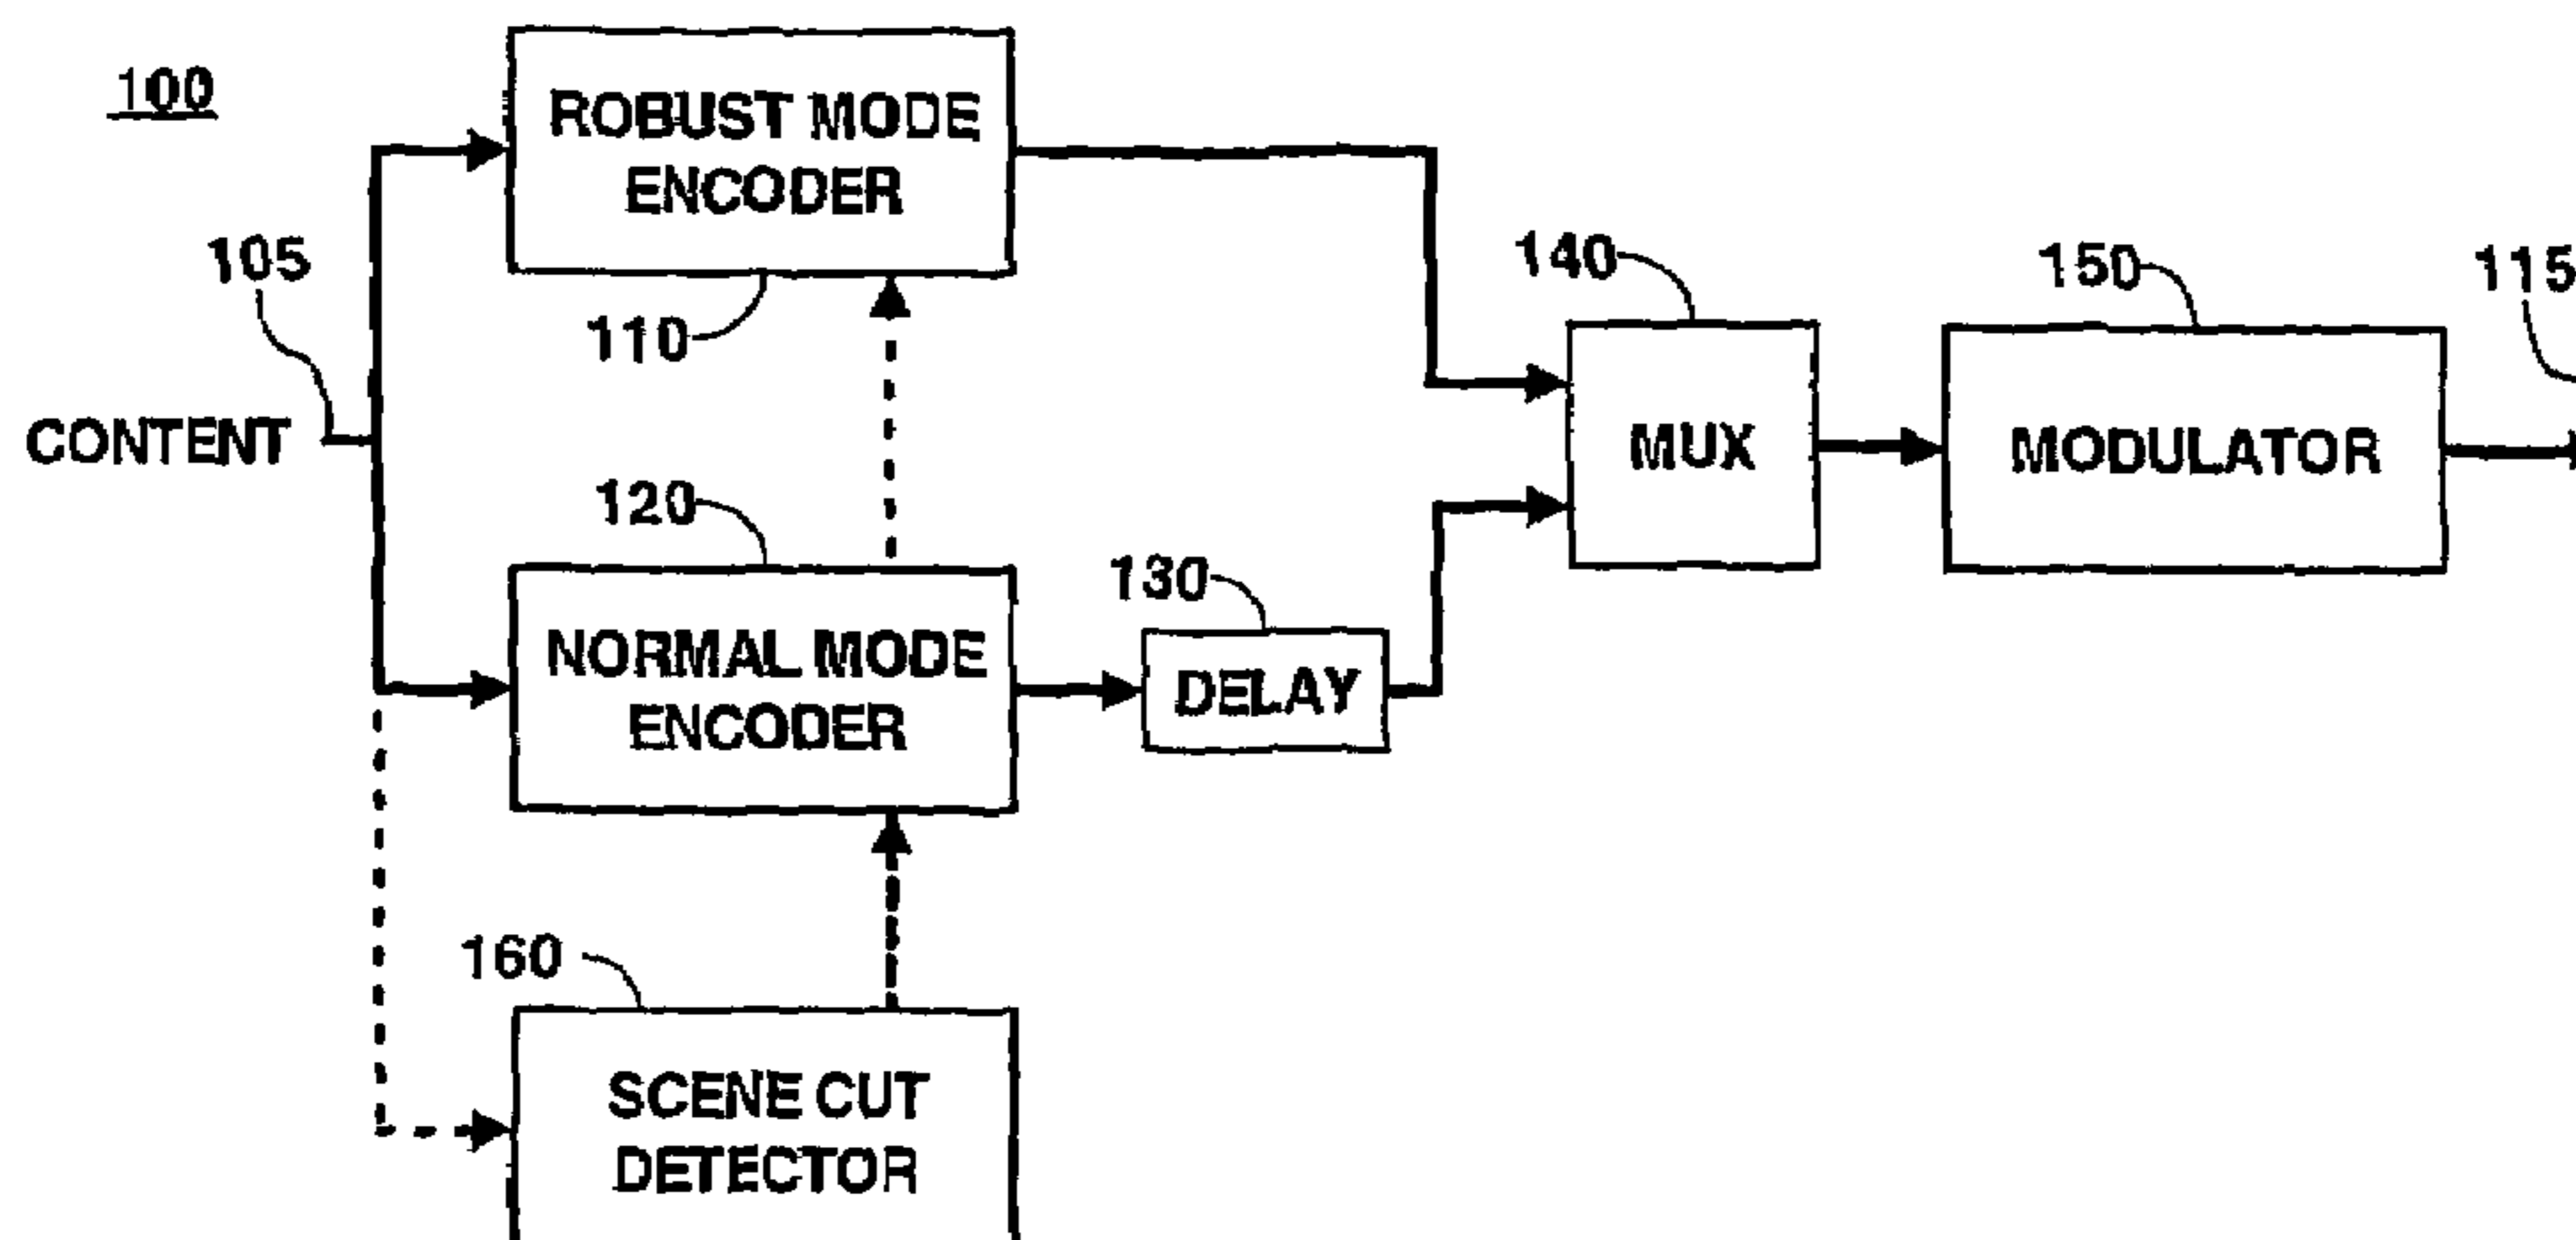 100
ROBUST MODE
ENCODER
105
110
140
150
115
CONTENT
MUX
MODULATOR
120
130
NORMAL MODE
ENCODER
DELAY
160
SCENE CUT
DETECTOR